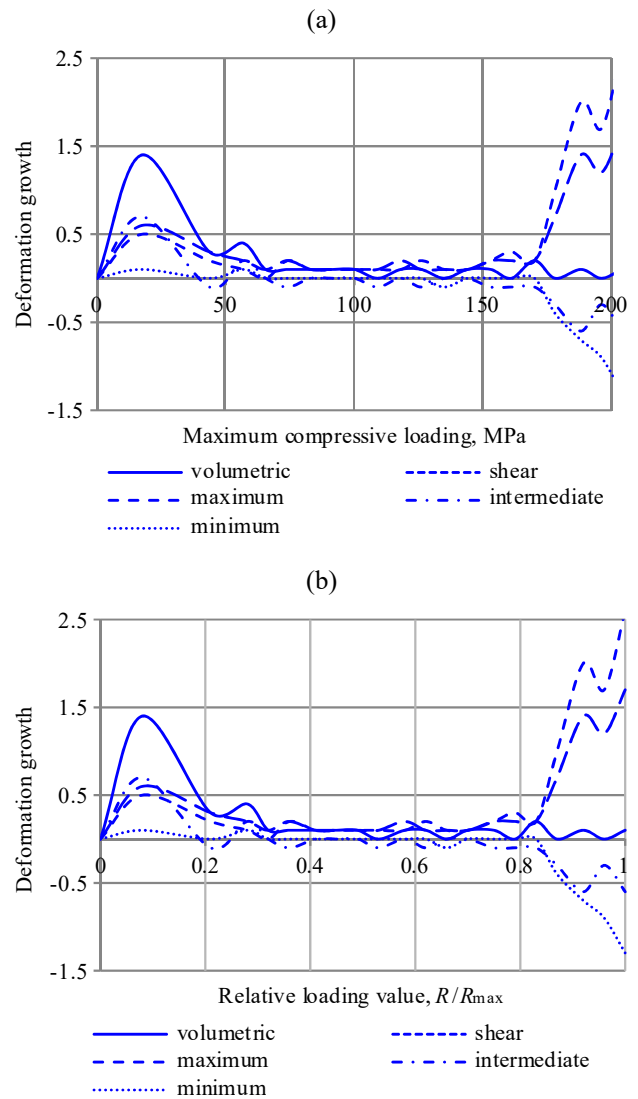 (a)
2.5
1.5
0.5
-0.5
-1.5
0 50 100 150 200
Deformation growth
Maximum compressive loading, MPa
volumetric shear
maximum intermediate
minimum
(b)
2.5
1.5
0.5
-0.5
-1.5
0 0.2 0.4 0.6 0.8 1
Deformation growth
Relative loading value, R/Rmax
volumetric shear
maximum intermediate
minimum